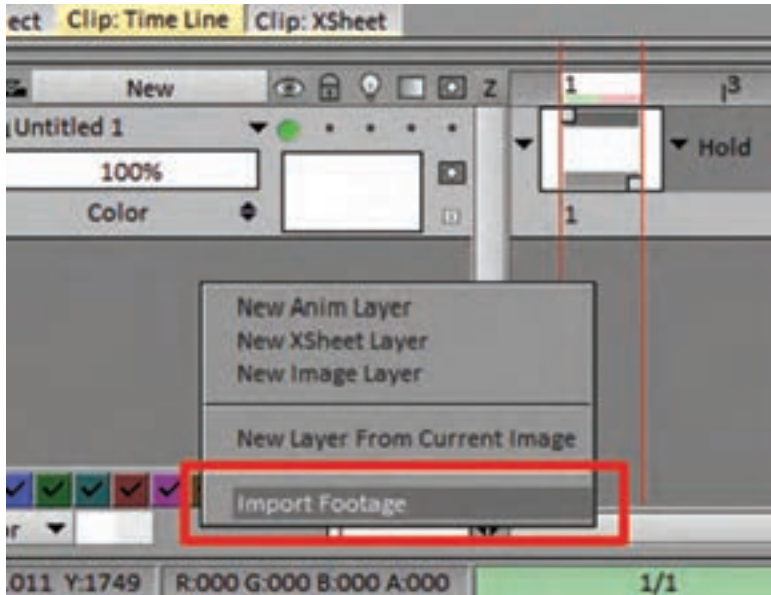 ect Clip: Time Line Clip: XSheet
New Z 1 3
Untitled 1
Hold
100%
Color 1
New Anim Layer
New XSheet Layer
New Image Layer
New Layer From Current Image
Import Footage
or
.011 Y:1749 R:000 G:000 B:000 A:000 1/1